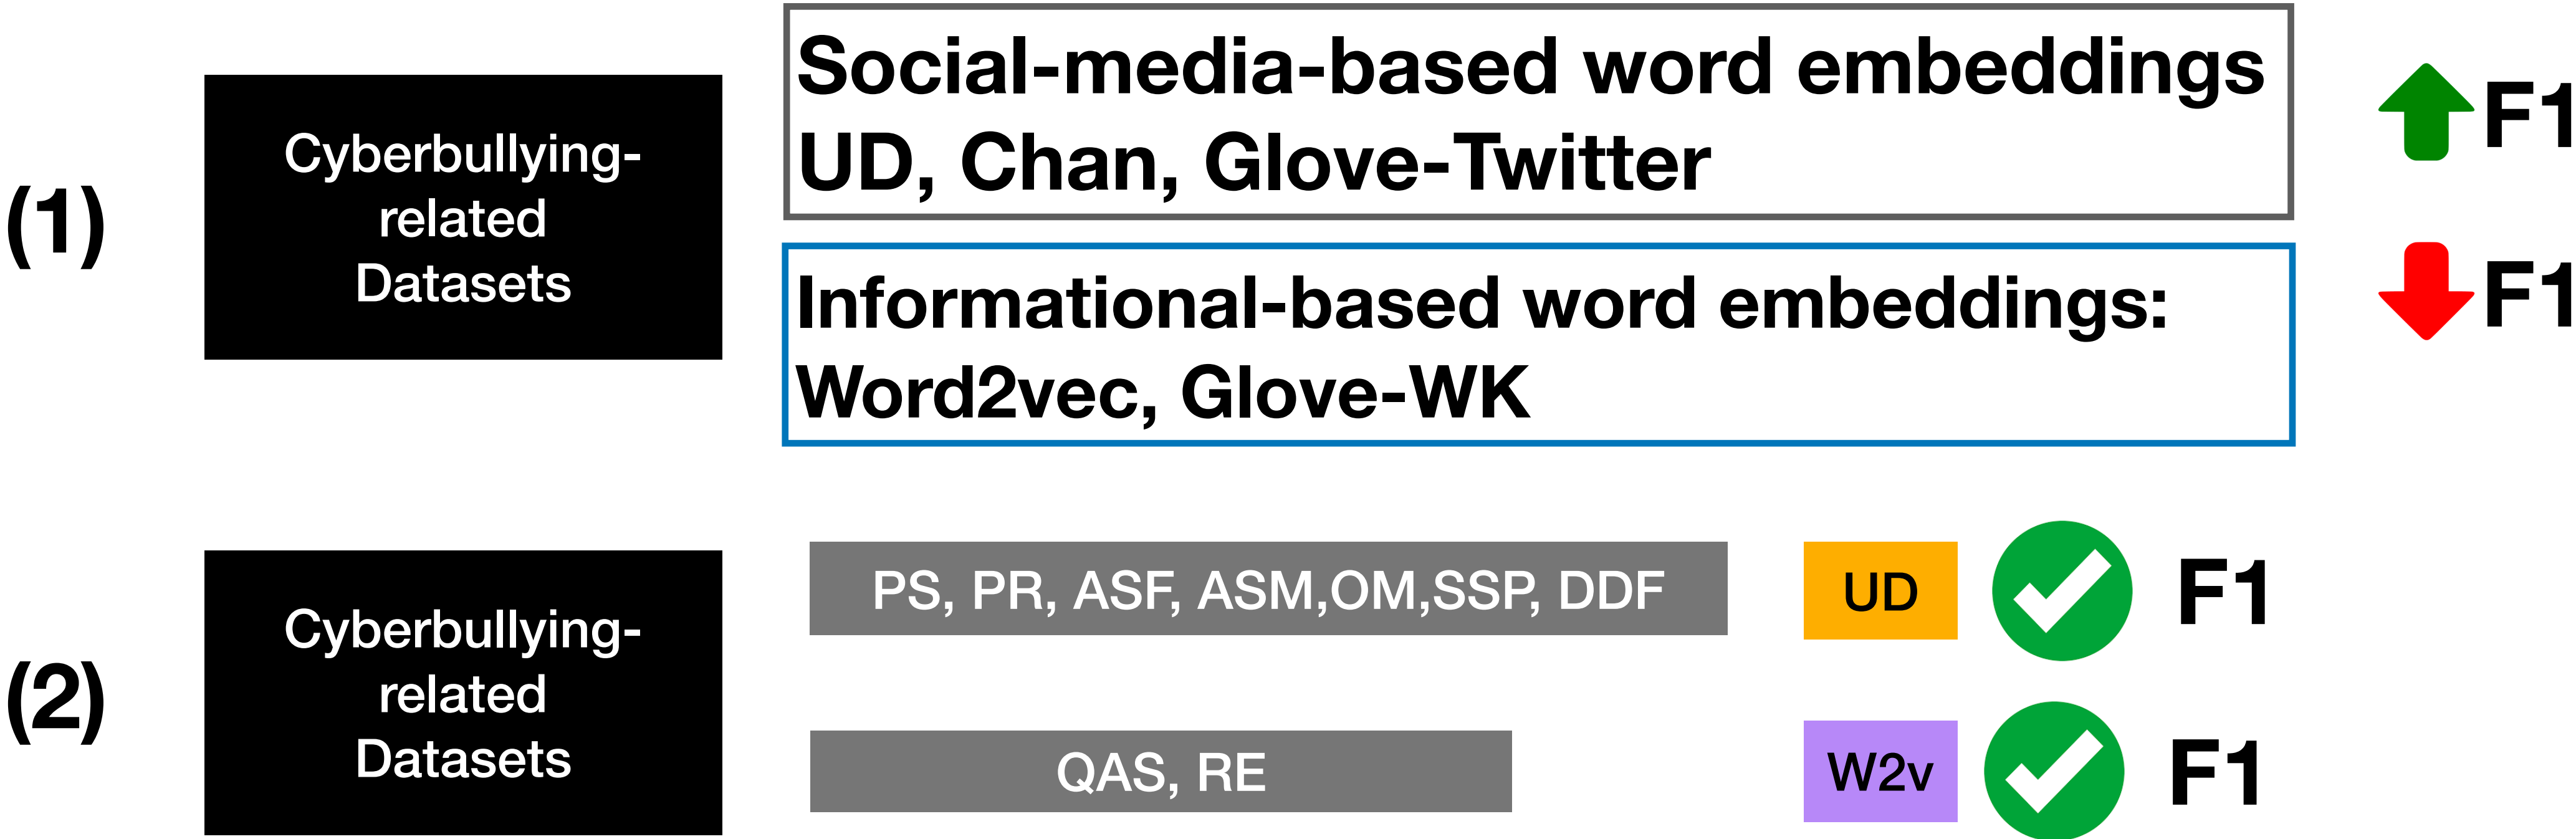 (1)
Cyberbullying-
related
Datasets
Social-media-based word embeddings
UD, Chan, Glove-Twitter
F1
Informational-based word embeddings:
Word2vec, Glove-WK
F1
(2)
Cyberbullying-
related
Datasets
PS, PR, ASF, ASM,OM,SSP, DDF
UD
F1
QAS, RE
W2v
F1